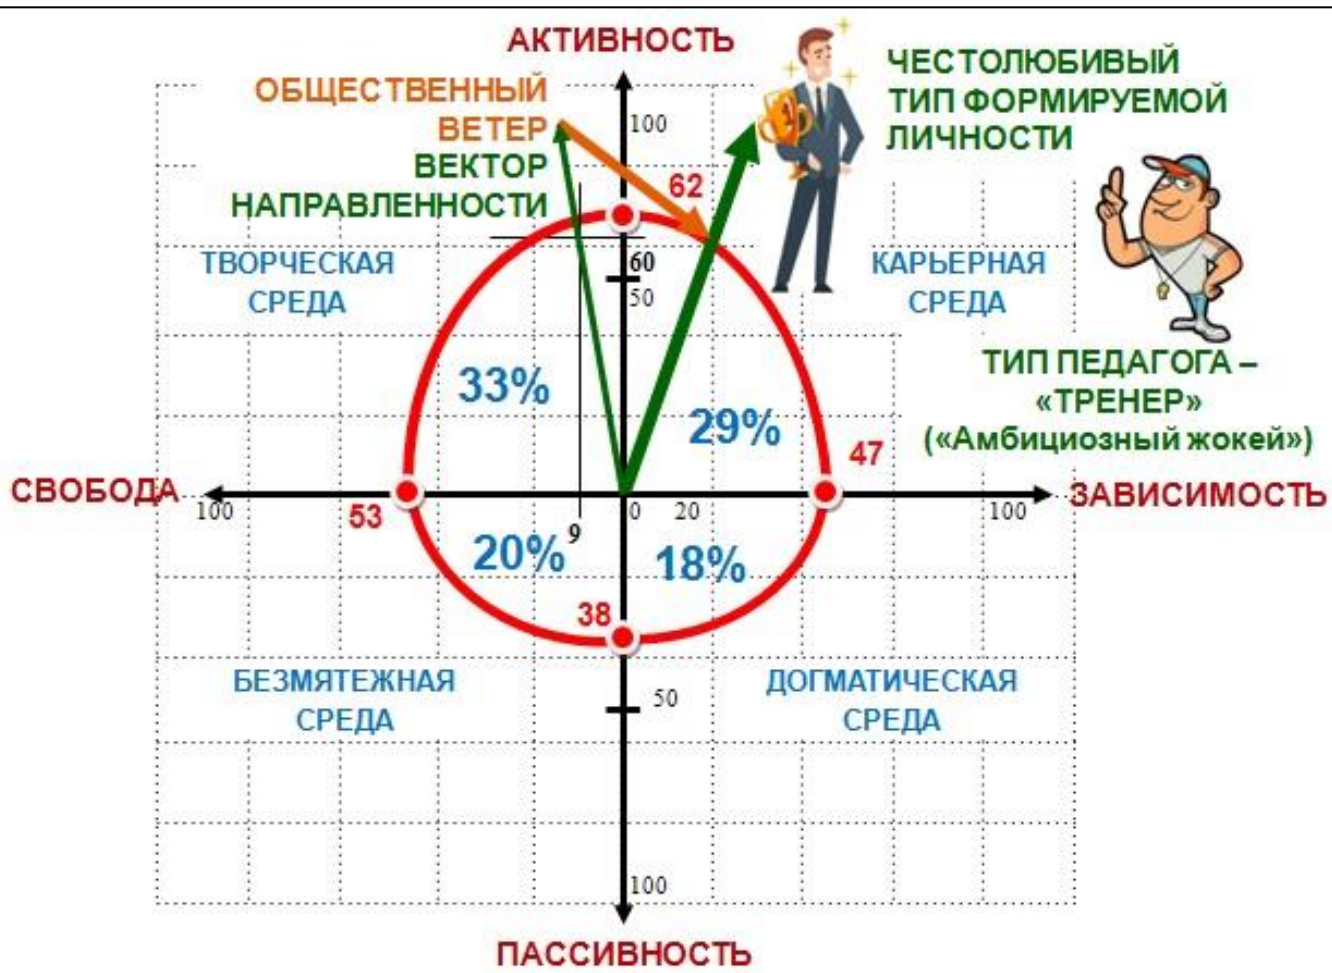 АКТИВНОСТЬ
ОБЩЕСТВЕННЫЙ
ВЕТЕР
ВЕКТОР
НАПРАВЛЕННОСТИ
100
1
ЧЕСТОЛЮБИВЫЙ
ТИП ФОРМИРУЕМОЙ
ЛИЧНОСТИ
62
ТВОРЧЕСКАЯ
СРЕДА
60
50
КАРЬЕРНАЯ
СРЕДА
ТИП ПЕДАГОГА –
«ТРЕНЕР»
(«Амбициозный жокей»)
33%
29%
47
СВОБОДА
100
53
0
20
100
ЗАВИСИМОСТЬ
20%
9
18%
38
БЕЗМЯТЕЖНАЯ
СРЕДА
50
ДОГМАТИЧЕСКАЯ
СРЕДА
100
ПАССИВНОСТЬ